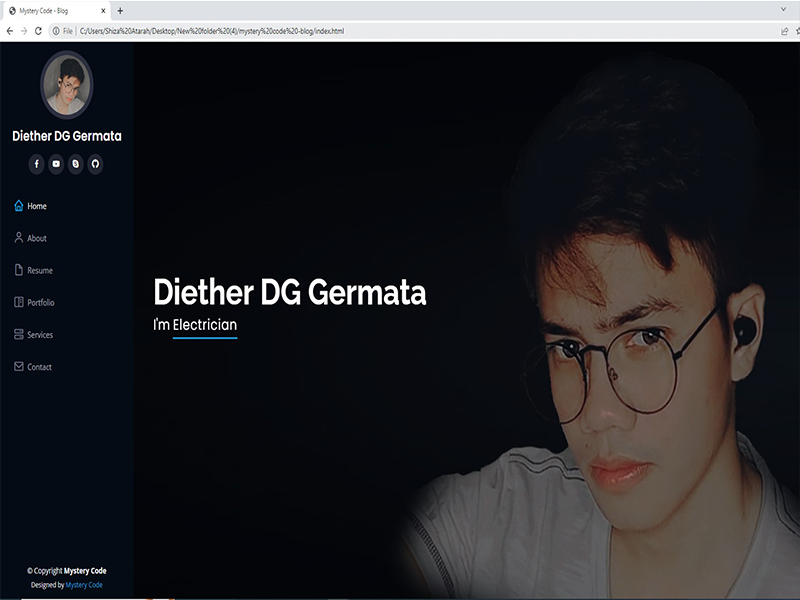 Mystery Code - Blog
File
C:/Users/Shiza%20Atarah/Desktop/New%20folder%20(4)/mystery%20code%20-blog/index.html
Diether DG Germata
Home
About
Resume
Portfolio
Services
Contact
Diether DG Germata
I'm Electrician
© Copyright Mystery Code
Designed by Mystery Code